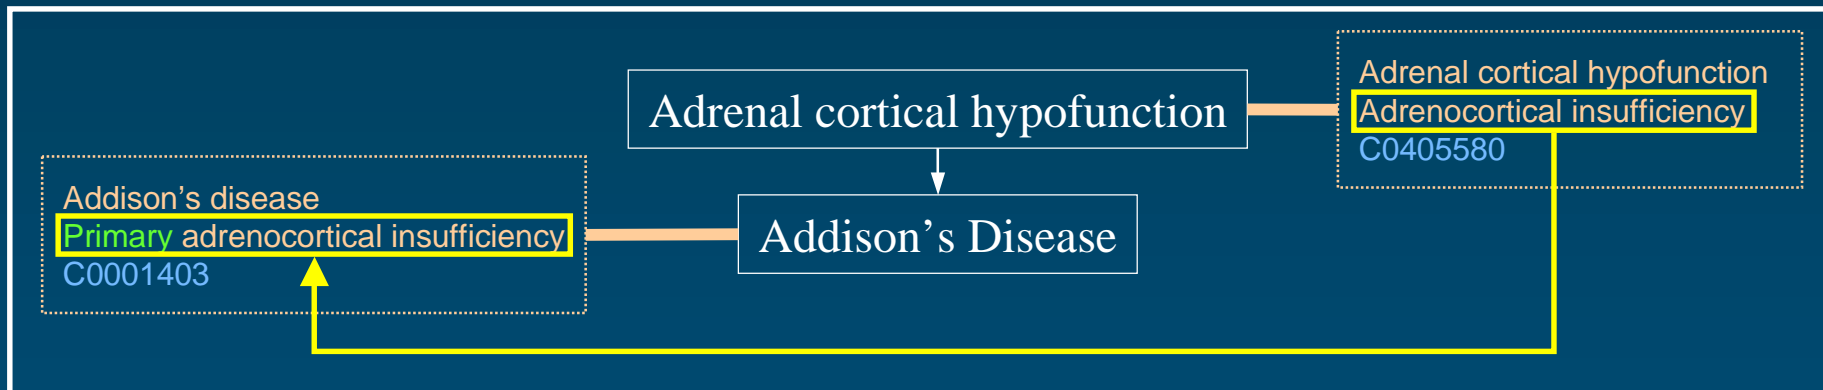 Adrenal cortical hypofunction
Adrenal cortical hypofunction
Adrenocortical insufficiency
C0405580
Addison’s disease
Primary adrenocortical insufficiency
C0001403
Addison’s Disease